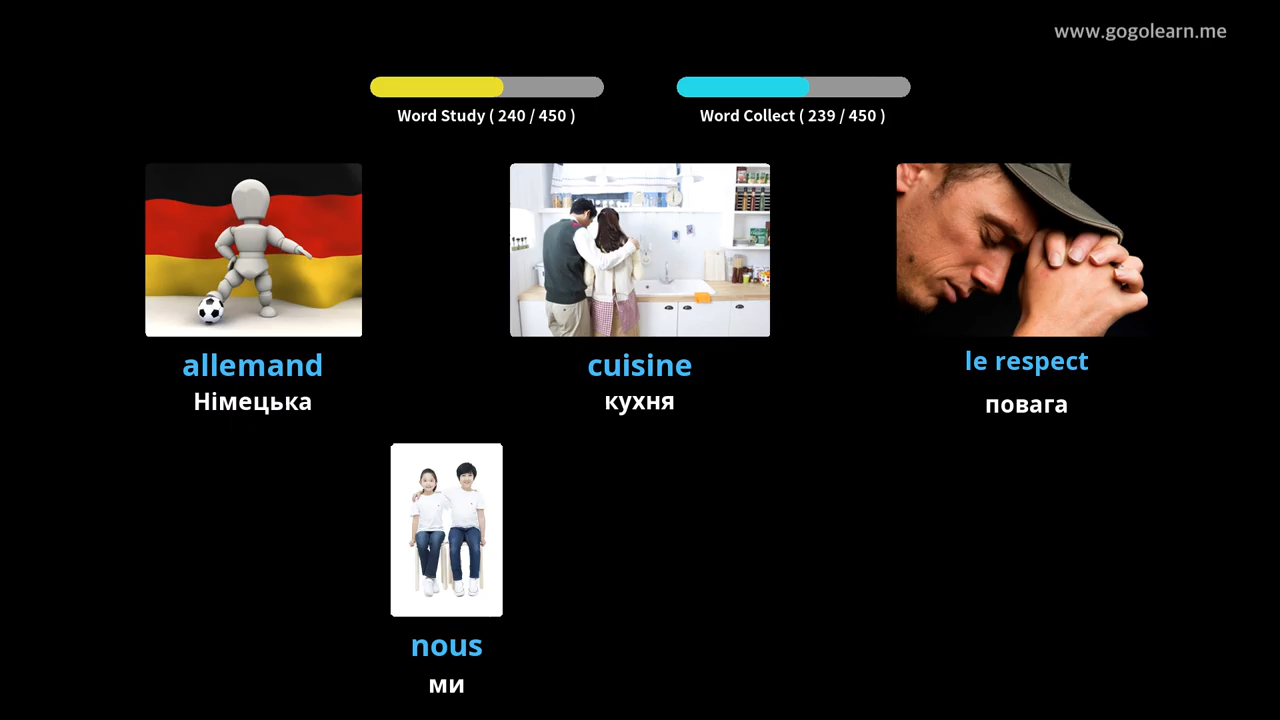 www.gogolearn.me
Word Study ( 240 / 450 )
Word Collect ( 239 / 450 )
allemand
Німецька
cuisine
кухня
le respect
повага
nous
ми